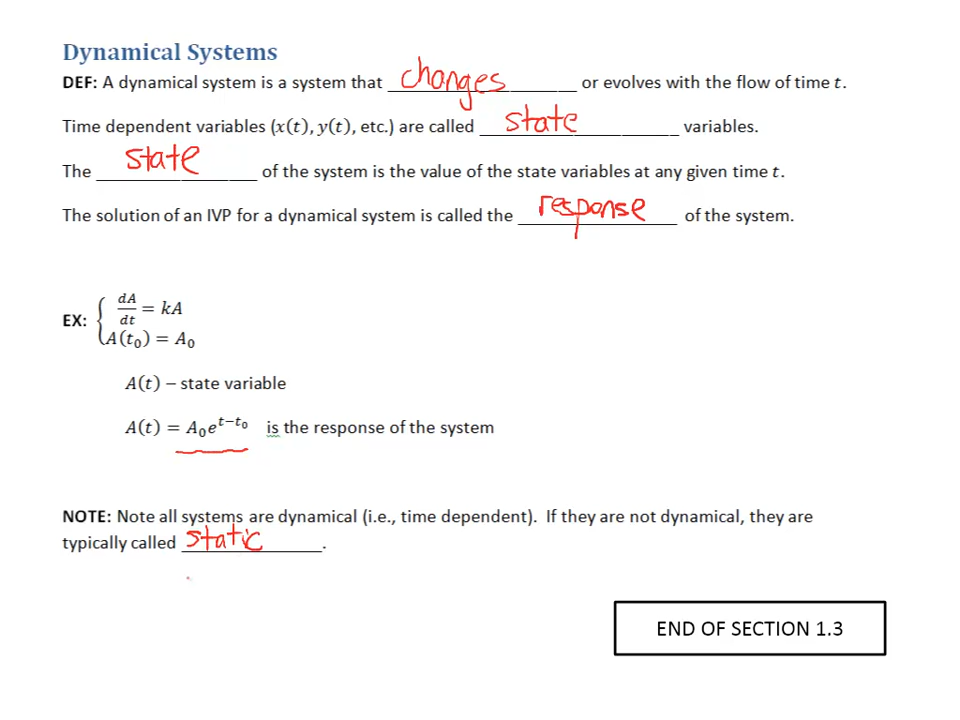 Dynamical Systems
DEF: A dynamical system is a system that changes or evolves with the flow of time t.
Time dependent variables (x(t), y(t), etc.) are called state variables.
The state of the system is the value of the state variables at any given time t.
The solution of an IVP for a dynamical system is called the response of the system.
EX: { dA/dt = kA
A(t₀) = A₀
A(t) – state variable
A(t) = A₀e^(t−t₀) is the response of the system
NOTE: Note all systems are dynamical (i.e., time dependent). If they are not dynamical, they are
typically called static.
END OF SECTION 1.3